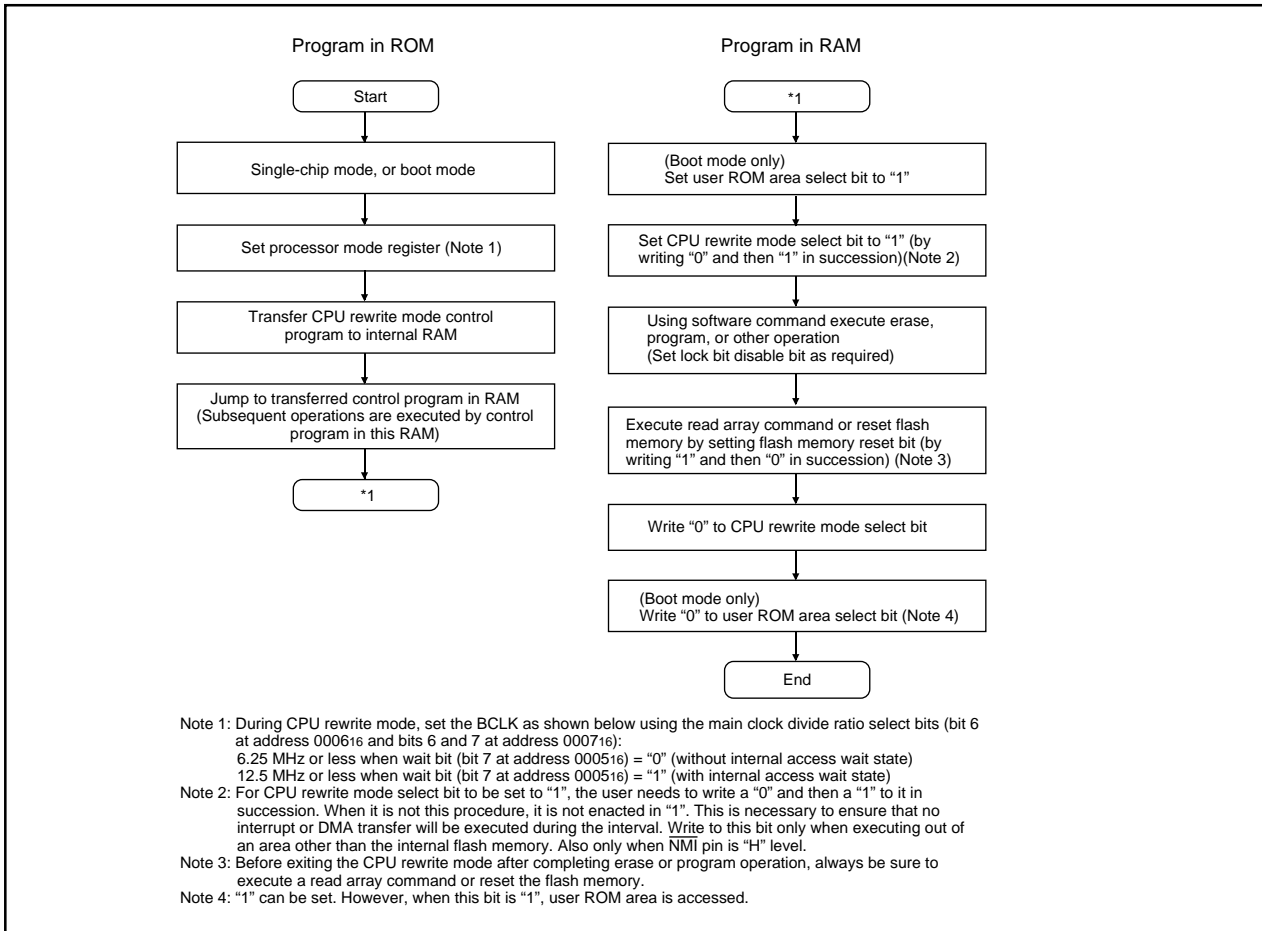 Program in ROM
Start
Single-chip mode, or boot mode
Set processor mode register (Note 1)
Transfer CPU rewrite mode control
program to internal RAM
Jump to transferred control program in RAM
(Subsequent operations are executed by control
program in this RAM)
*1
Program in RAM
*1
(Boot mode only)
Set user ROM area select bit to “1”
Set CPU rewrite mode select bit to “1” (by
writing “0” and then “1” in succession)(Note 2)
Using software command execute erase,
program, or other operation
(Set lock bit disable bit as required)
Execute read array command or reset flash
memory by setting flash memory reset bit (by
writing “1” and then “0” in succession) (Note 3)
Write “0” to CPU rewrite mode select bit
(Boot mode only)
Write “0” to user ROM area select bit (Note 4)
End
Note 1: During CPU rewrite mode, set the BCLK as shown below using the main clock divide ratio select bits (bit 6
at address 000616 and bits 6 and 7 at address 000716):
6.25 MHz or less when wait bit (bit 7 at address 000516) = “0” (without internal access wait state)
12.5 MHz or less when wait bit (bit 7 at address 000516) = “1” (with internal access wait state)
Note 2: For CPU rewrite mode select bit to be set to “1”, the user needs to write a “0” and then a “1” to it in
succession. When it is not this procedure, it is not enacted in “1”. This is necessary to ensure that no
interrupt or DMA transfer will be executed during the interval. Write to this bit only when executing out of
an area other than the internal flash memory. Also only when NMI pin is “H” level.
Note 3: Before exiting the CPU rewrite mode after completing erase or program operation, always be sure to
execute a read array command or reset the flash memory.
Note 4: “1” can be set. However, when this bit is “1”, user ROM area is accessed.